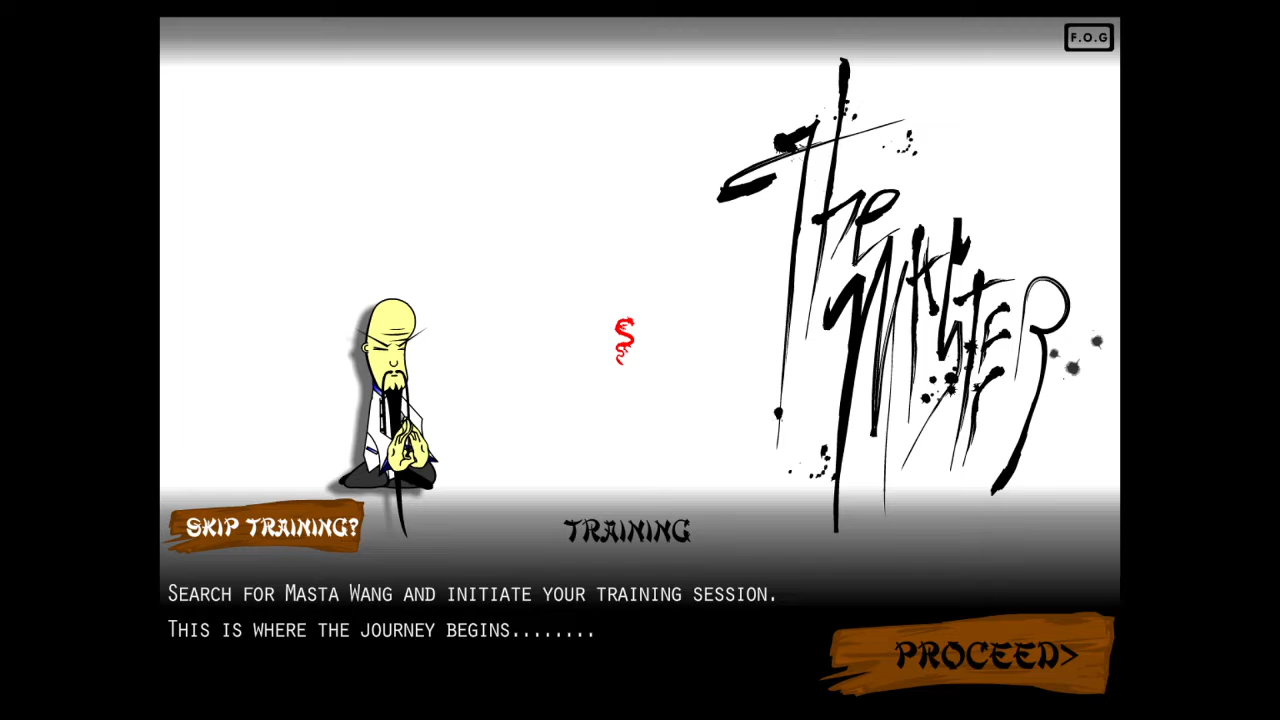 F.O.G
The
MASTER
SKIP TRAINING?
TRAINING
SEARCH FOR MASTA WANG AND INITIATE YOUR TRAINING SESSION.
THIS IS WHERE THE JOURNEY BEGINS........
PROCEED>